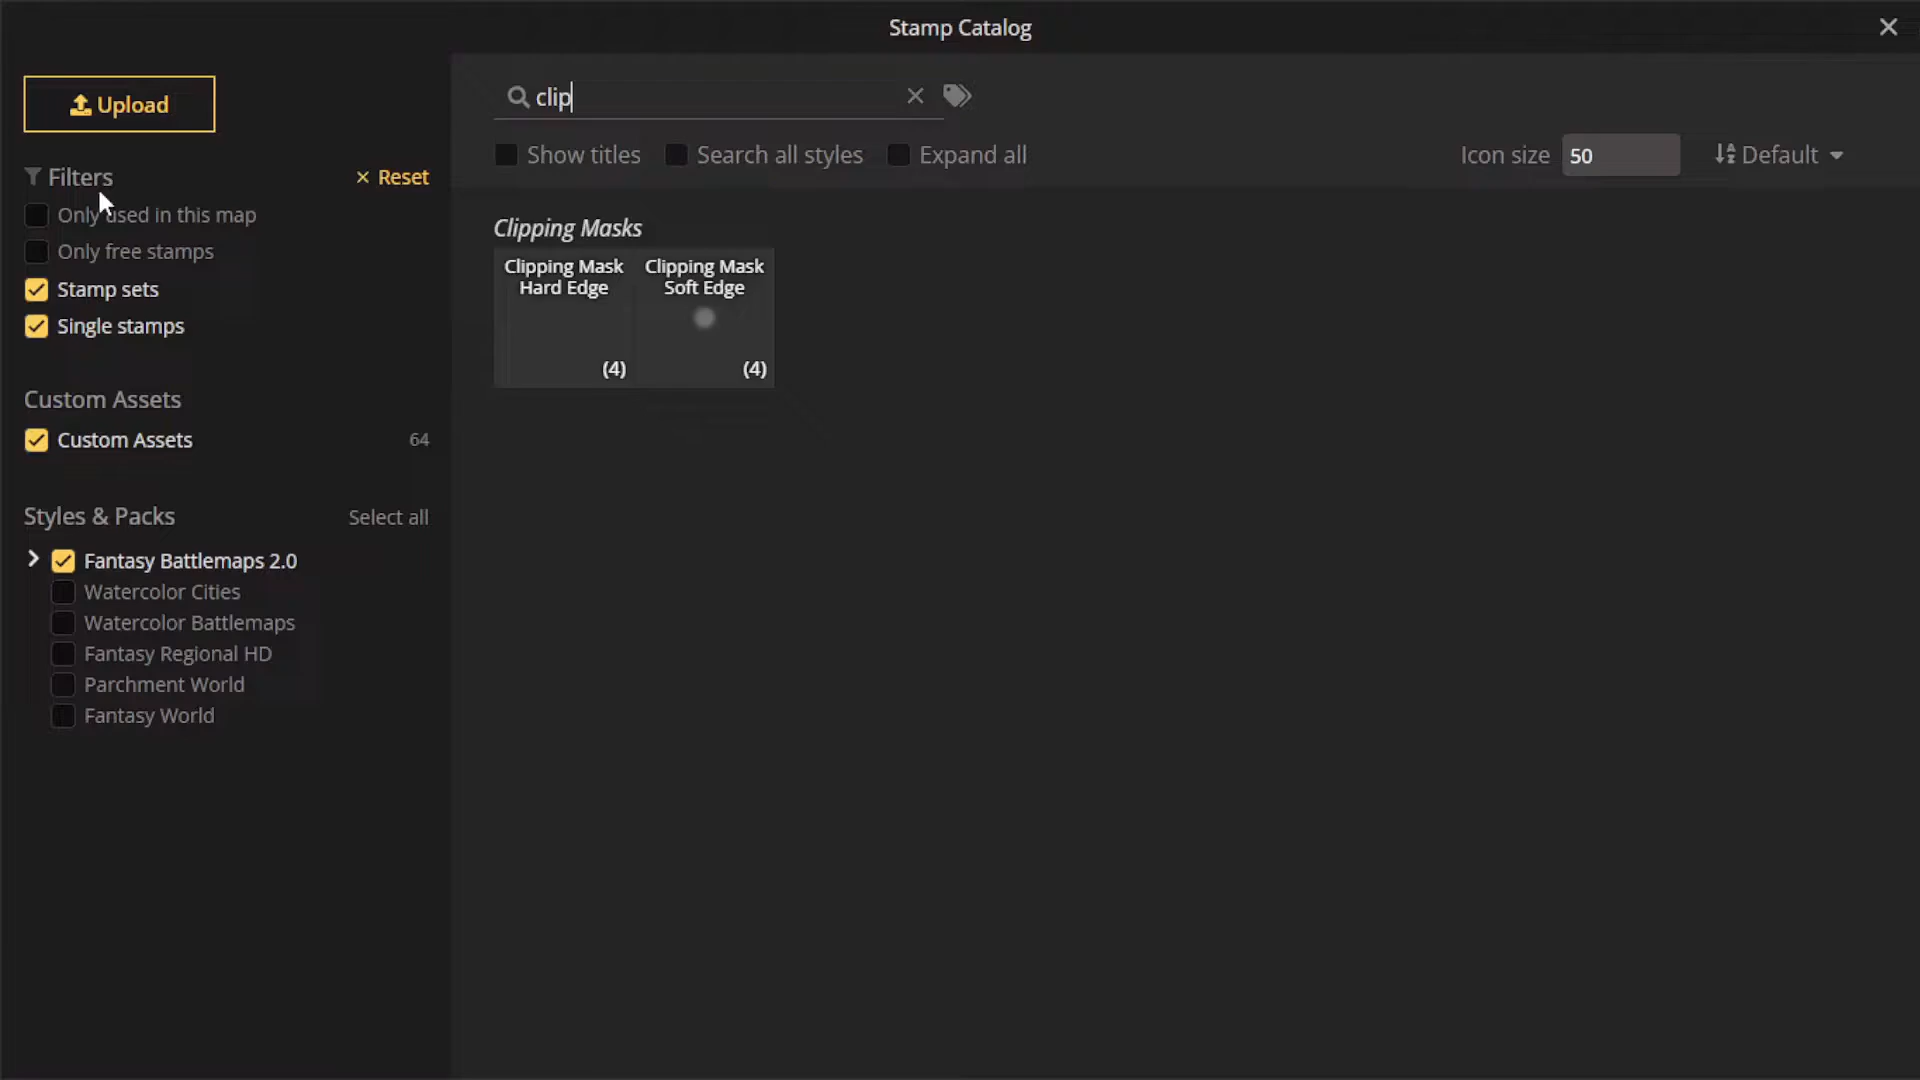 Stamp Catalog
Upload
clip
Show titles
Search all styles
Expand all
Icon size
50
Default
Filters
Reset
Only used in this map
Only free stamps
Stamp sets
Single stamps
Custom Assets
Custom Assets
64
Styles & Packs
Select all
Fantasy Battlemaps 2.0
Watercolor Cities
Watercolor Battlemaps
Fantasy Regional HD
Parchment World
Fantasy World
Clipping Masks
Clipping Mask
Hard Edge
(4)
Clipping Mask
Soft Edge
(4)